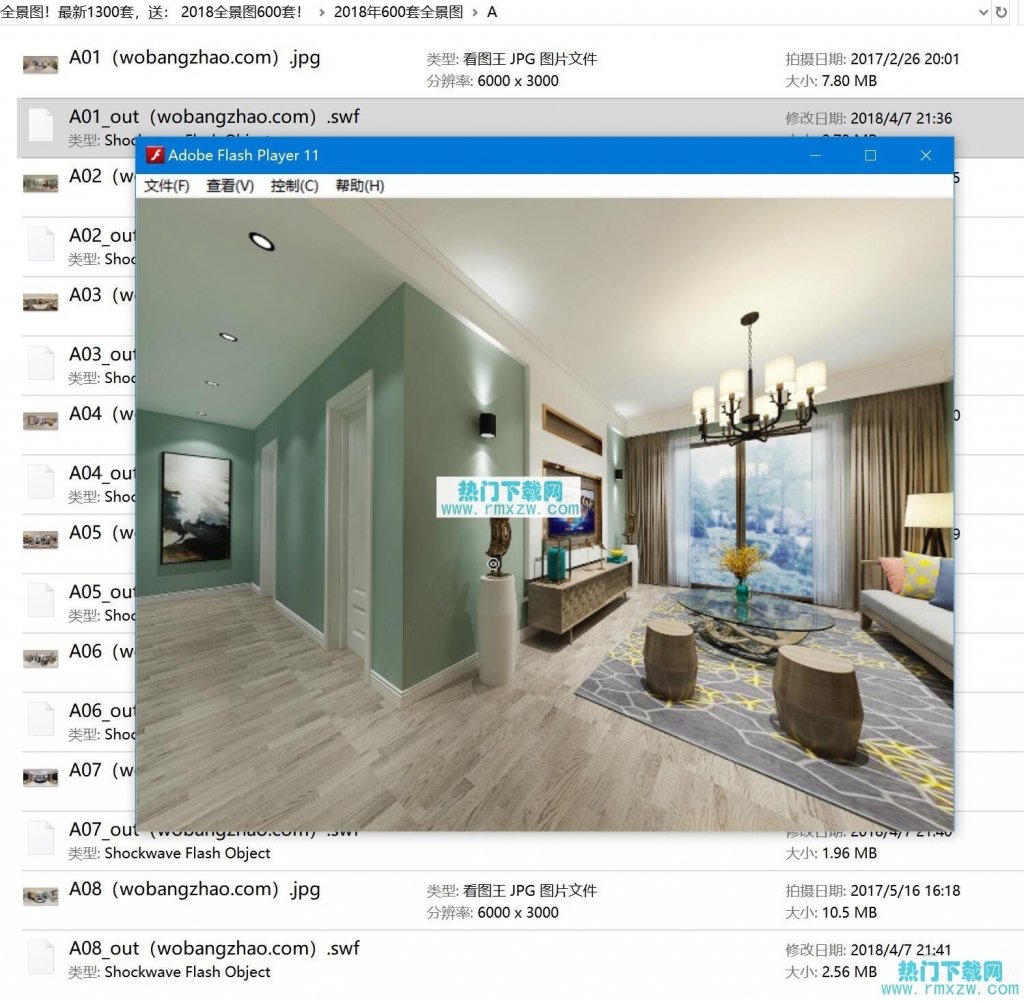 全景图！最新1300套，送： 2018全景图600套！ › 2018年600套全景图 › A
A01（wobangzhao.com）.jpg
类型: 看图王 JPG 图片文件
分辨率: 6000 x 3000
拍摄日期: 2017/2/26 20:01
大小: 7.80 MB
A01_out（wobangzhao.com）.swf
修改日期: 2018/4/7 21:36
Adobe Flash Player 11
文件(F) 查看(V) 控制(C) 帮助(H)
A02（w
A02_out
类型: Shoc
A03（w
A03_out
类型: Shoc
A04（w
A04_out
类型: Shoc
A05（w
A05_out
类型: Shoc
A06（w
A06_out
类型: Shoc
A07（w
热门下载网
www.rmxzw.com
A07_out（wobangzhao.com）.swf
类型: Shockwave Flash Object
修改日期: 2018/4/7 21:40
大小: 1.96 MB
A08（wobangzhao.com）.jpg
类型: 看图王 JPG 图片文件
分辨率: 6000 x 3000
拍摄日期: 2017/5/16 16:18
大小: 10.5 MB
A08_out（wobangzhao.com）.swf
类型: Shockwave Flash Object
修改日期: 2018/4/7 21:41
大小: 2.56 MB
热门下载网
www.rmxzw.com